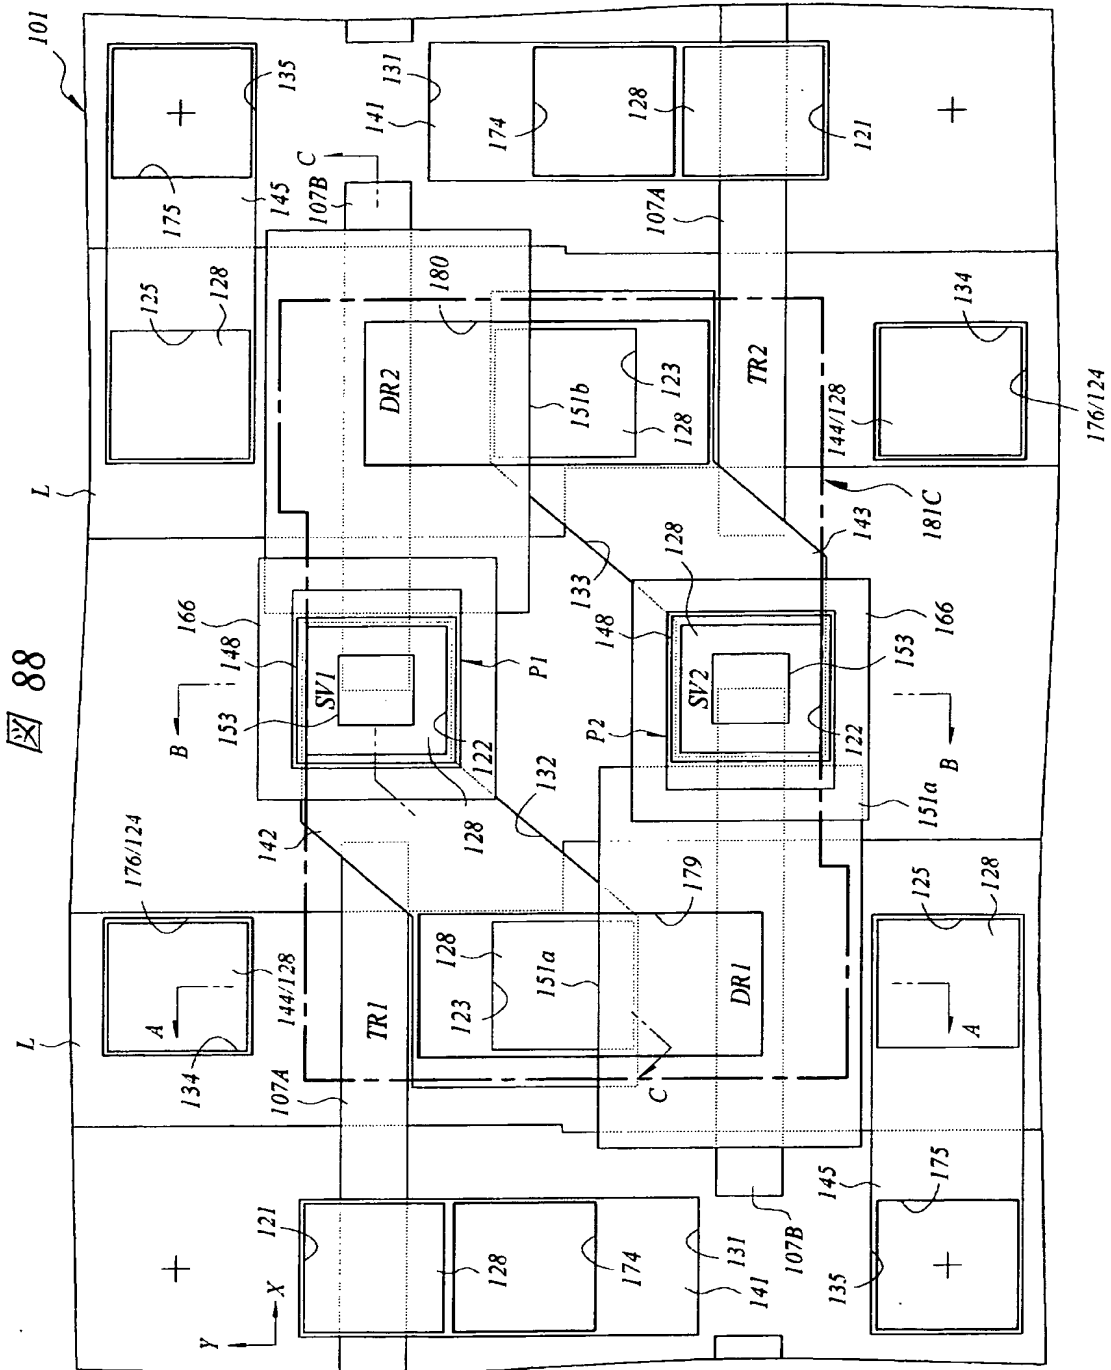 図 88
101
L
L
Y
X
107A
134
A
144/128
176/124
142
B
153
148
166
SV1
P1
122
128
132
125
128
175
145
135
C
107B
121
128
174
131
141
TR1
123
128
151a
C
179
DR1
DR2
180
151b
123
128
133
141
131
174
128
121
107A
TR2
107B
P2
148
128
SV2
153
166
143
122
B
151a
181C
135
175
145
A
125
128
144/128
134
176/124